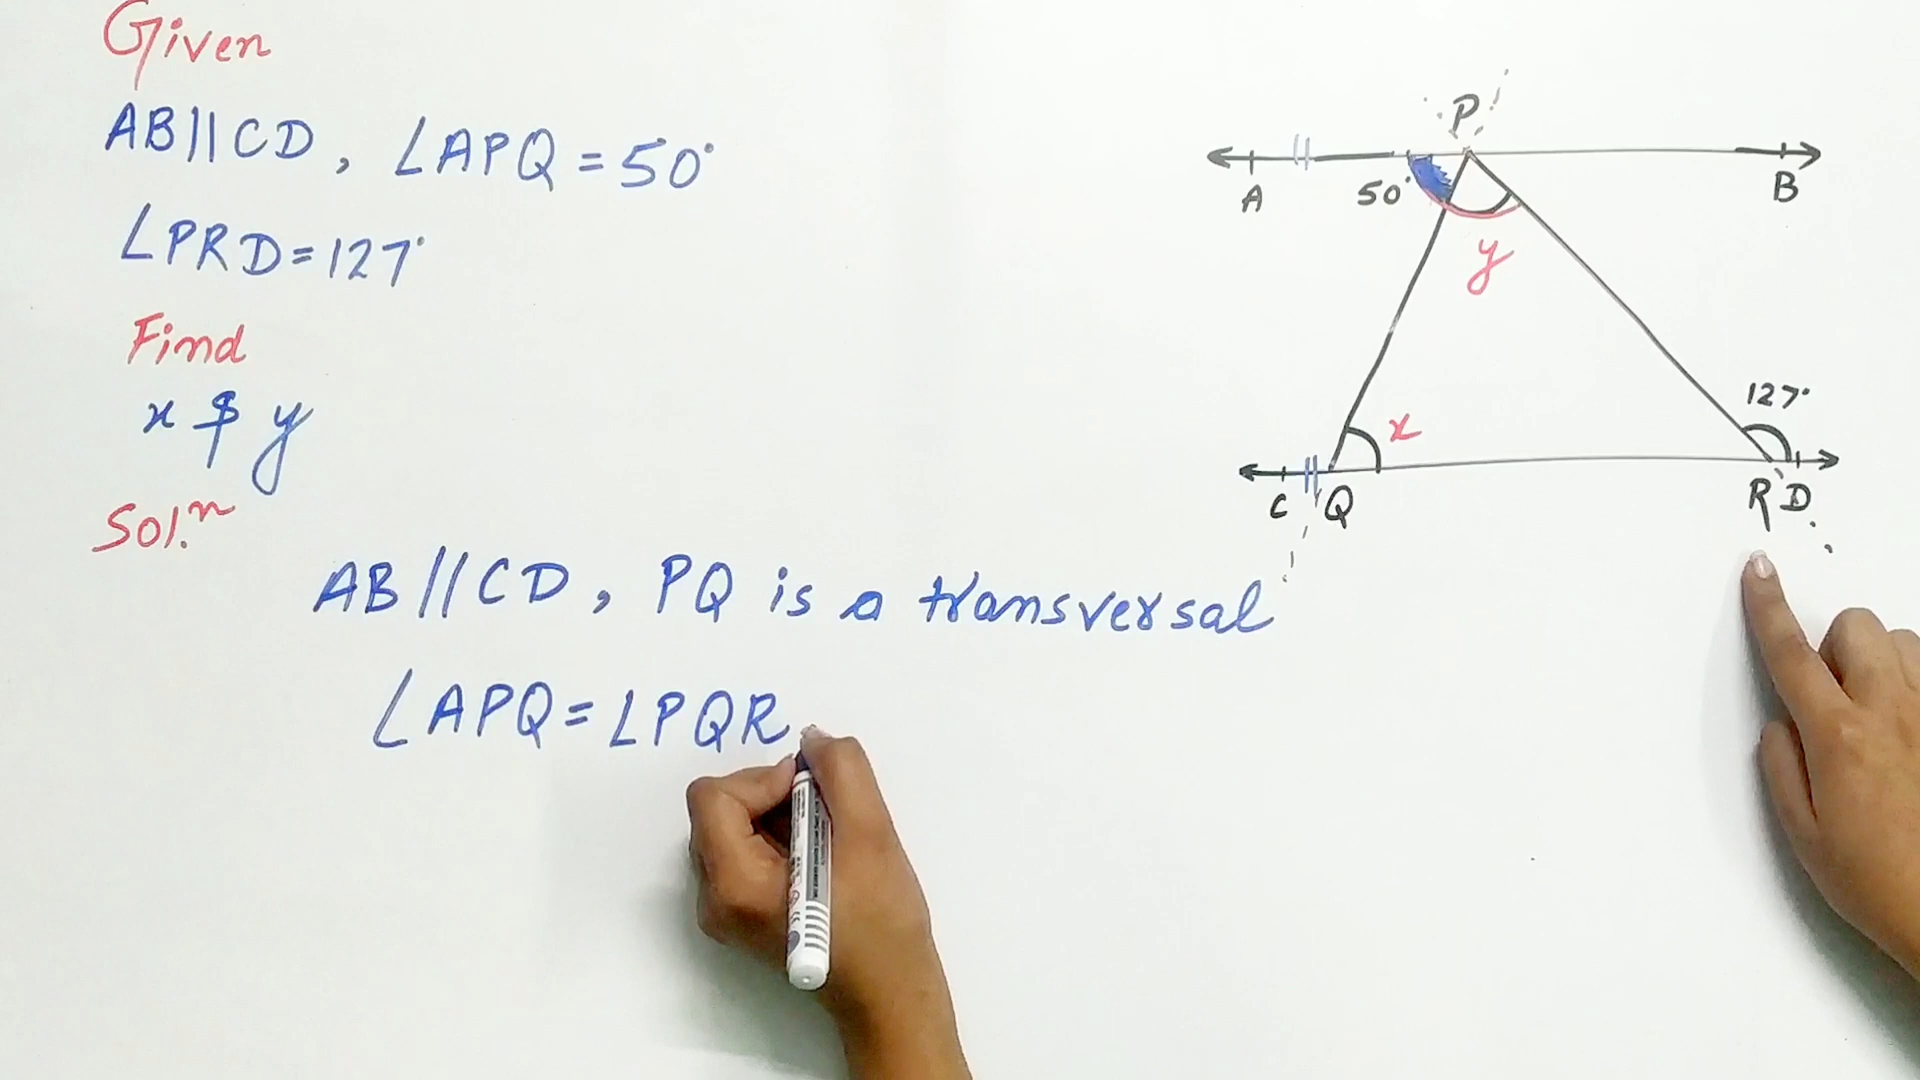 Given
AB||CD, ∠APQ = 50°
∠PRD = 127°
Find
x & y
Sol.n
AB//CD, PQ is a transversal
∠APQ = ∠PQR
P
A
50°
B
y
127°
x
C
Q
R
D